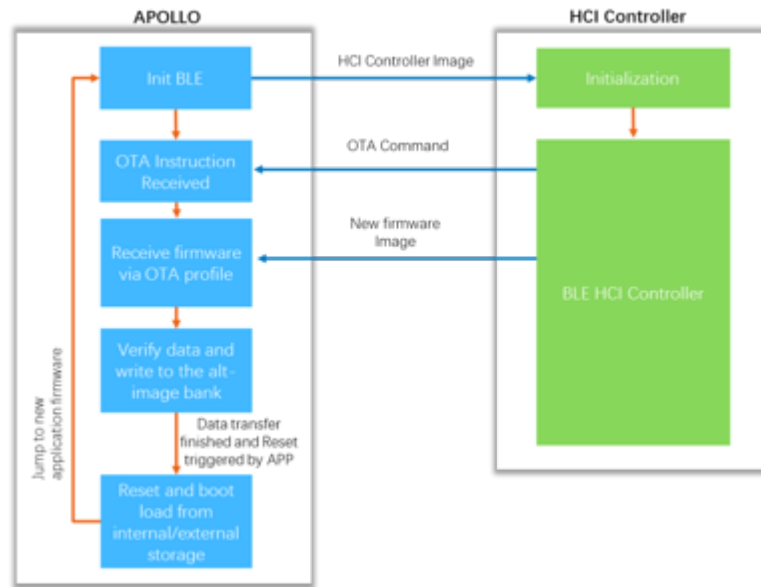 APOLLO
HCI Controller
Init BLE
HCI Controller Image
Initialization
OTA Command
OTA Instruction
Received
New firmware
Image
Receive firmware
via OTA profile
BLE HCI Controller
Verify data and
write to the alt-
image bank
Data transfer
finished and Reset
triggered by APP
Jump to new
application firmware
Reset and boot
load from
internal/external
storage